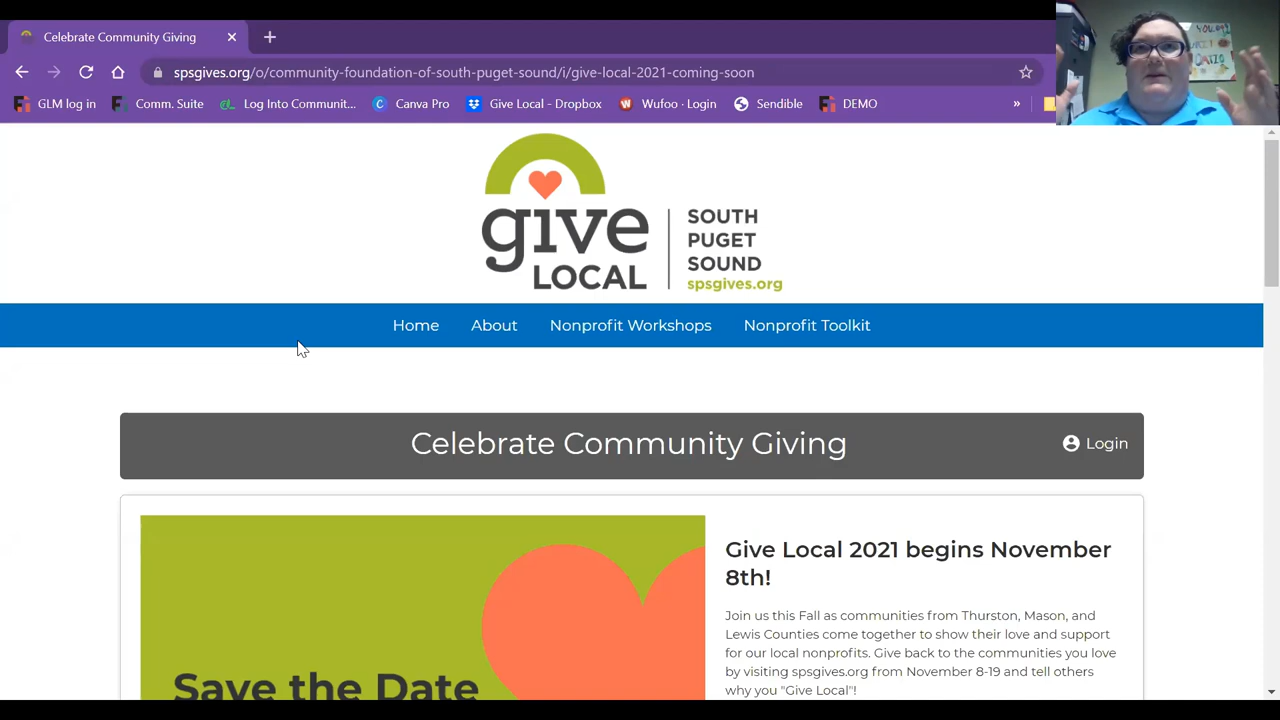 Celebrate Community Giving
spsgives.org/o/community-foundation-of-south-puget-sound/i/give-local-2021-coming-soon
GLM log in Comm. Suite Log Into Communit... Canva Pro Give Local - Dropbox Wufoo · Login Sendible DEMO »
give
LOCAL
SOUTH
PUGET
SOUND
spsgives.org
Home About Nonprofit Workshops Nonprofit Toolkit
Celebrate Community Giving
Login
Save the Date
Give Local 2021 begins November
8th!
Join us this Fall as communities from Thurston, Mason, and
Lewis Counties come together to show their love and support
for our local nonprofits. Give back to the communities you love
by visiting spsgives.org from November 8-19 and tell others
why you "Give Local"!